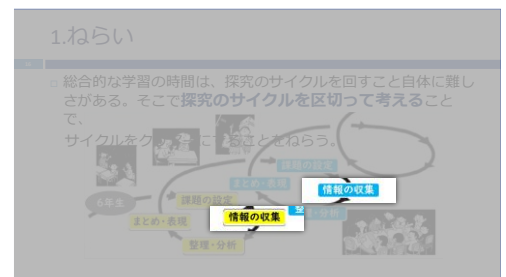 1.ねらい
□ 総合的な学習の時間は、探究のサイクルを回すこと自体に難し
さがある。そこで探究のサイクルを区切って考えること
で、
サイクルをク にすることをねらう。
課題の設定
まとめ・表現
情報の収集
6年生
課題の設定
整理・分析
まとめ・表現
情報の収集
整理・分析